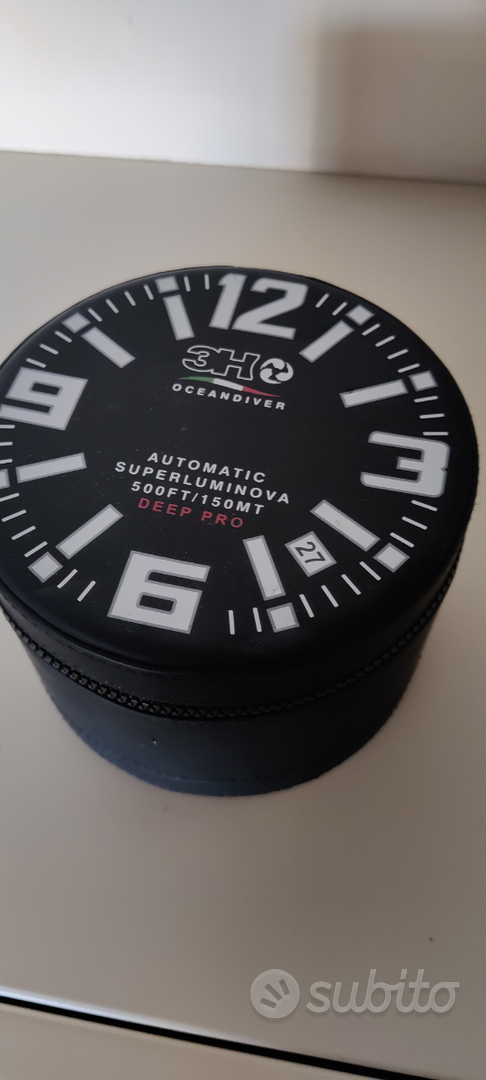 12
3H
OCEANDIVER
9
3
AUTOMATIC
SUPERLUMINOVA
500FT/150MT
DEEP PRO
27
6
subito